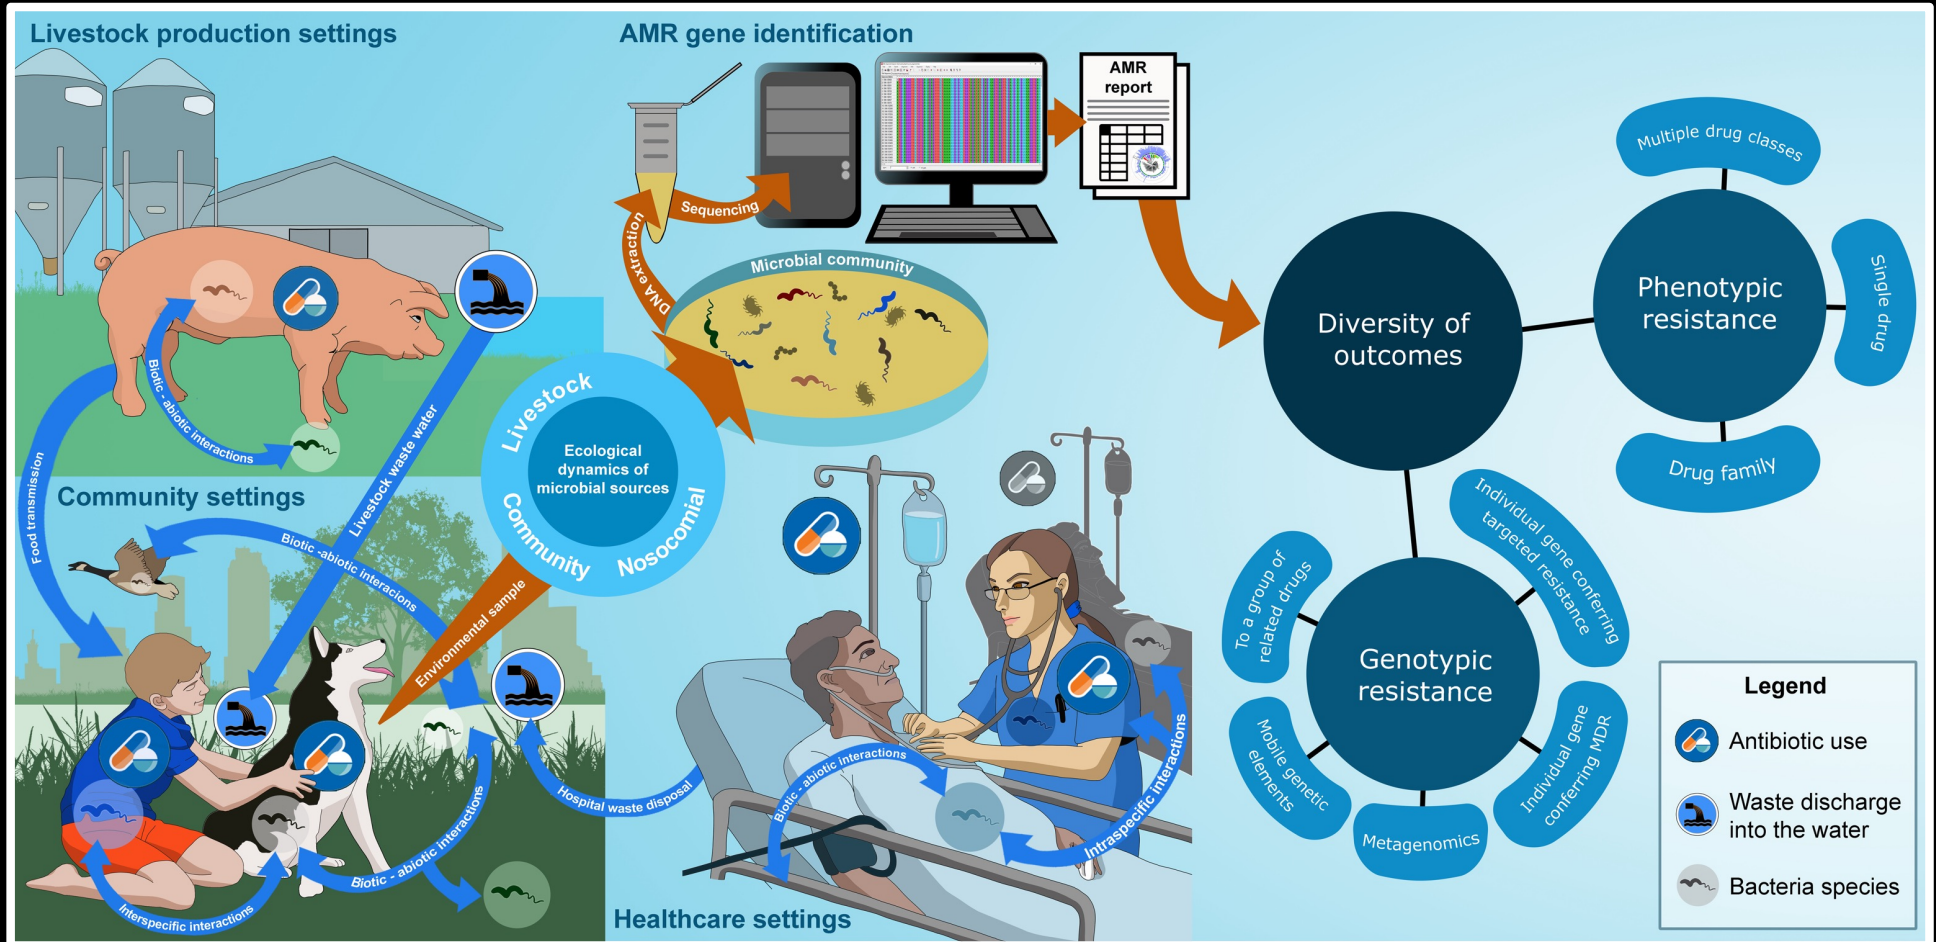 Livestock production settings
AMR gene identification
AMR
report
Sequencing
DNA extraction
Microbial community
Biotic - abiotic interactions
Food transmission
Livestock waste water
Livestock
Community
Nosocomial
Ecological
dynamics of
microbial sources
Community settings
Biotic -abiotic interacions
Environmental sample
Hospital waste disposal
Biotic - abiotic interactions
Interspecific interactions
Biotic - abiotic interactions
Intraspecific interactions
Healthcare settings
Diversity of
outcomes
Phenotypic
resistance
Multiple drug classes
Single drug
Drug family
Genotypic
resistance
Individual gene conferring
targeted resistance
To a group of
related drugs
Mobile genetic
elements
Metagenomics
Individual gene
conferring MDR
Legend
Antibiotic use
Waste discharge
into the water
Bacteria species